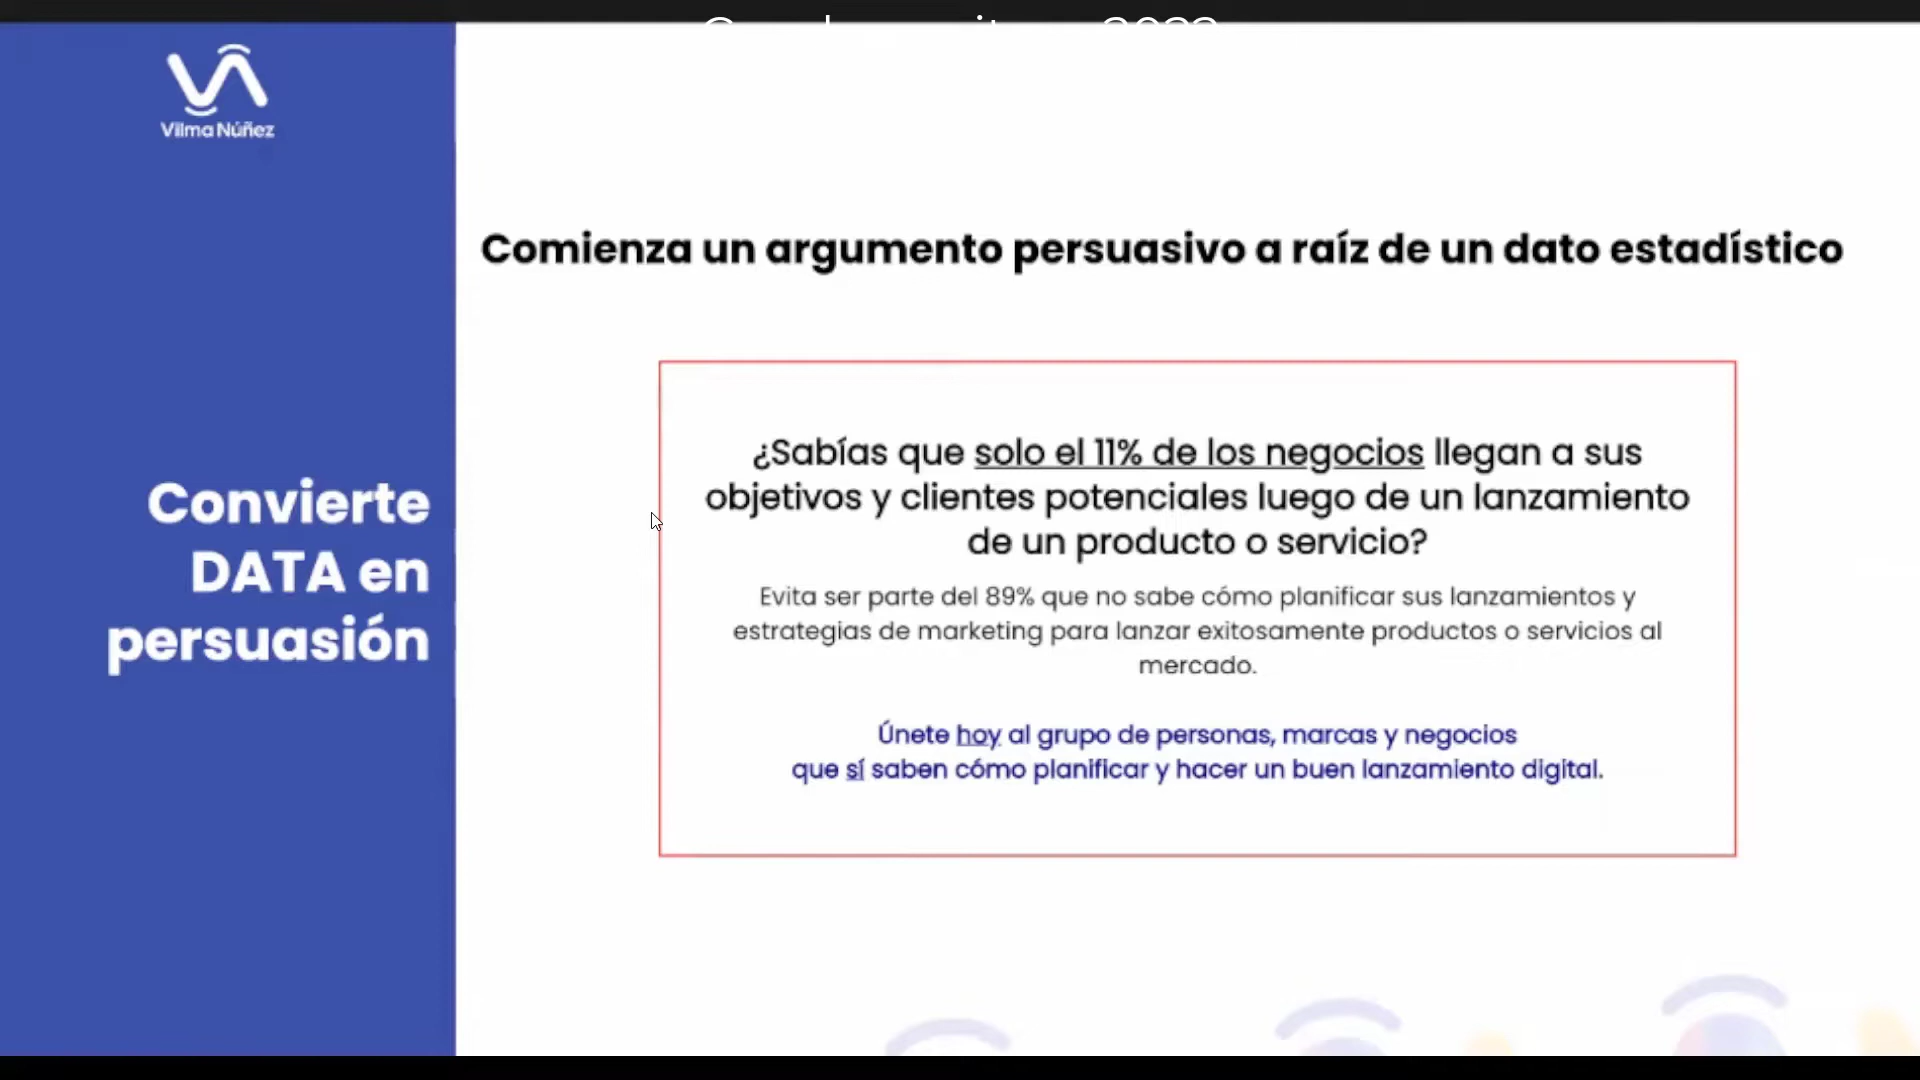 Vilma Núñez
Convierte
DATA en
persuasión
Comienza un argumento persuasivo a raíz de un dato estadístico
¿Sabías que solo el 11% de los negocios llegan a sus
objetivos y clientes potenciales luego de un lanzamiento
de un producto o servicio?
Evita ser parte del 89% que no sabe cómo planificar sus lanzamientos y
estrategias de marketing para lanzar exitosamente productos o servicios al
mercado.
Únete hoy al grupo de personas, marcas y negocios
que sí saben cómo planificar y hacer un buen lanzamiento digital.